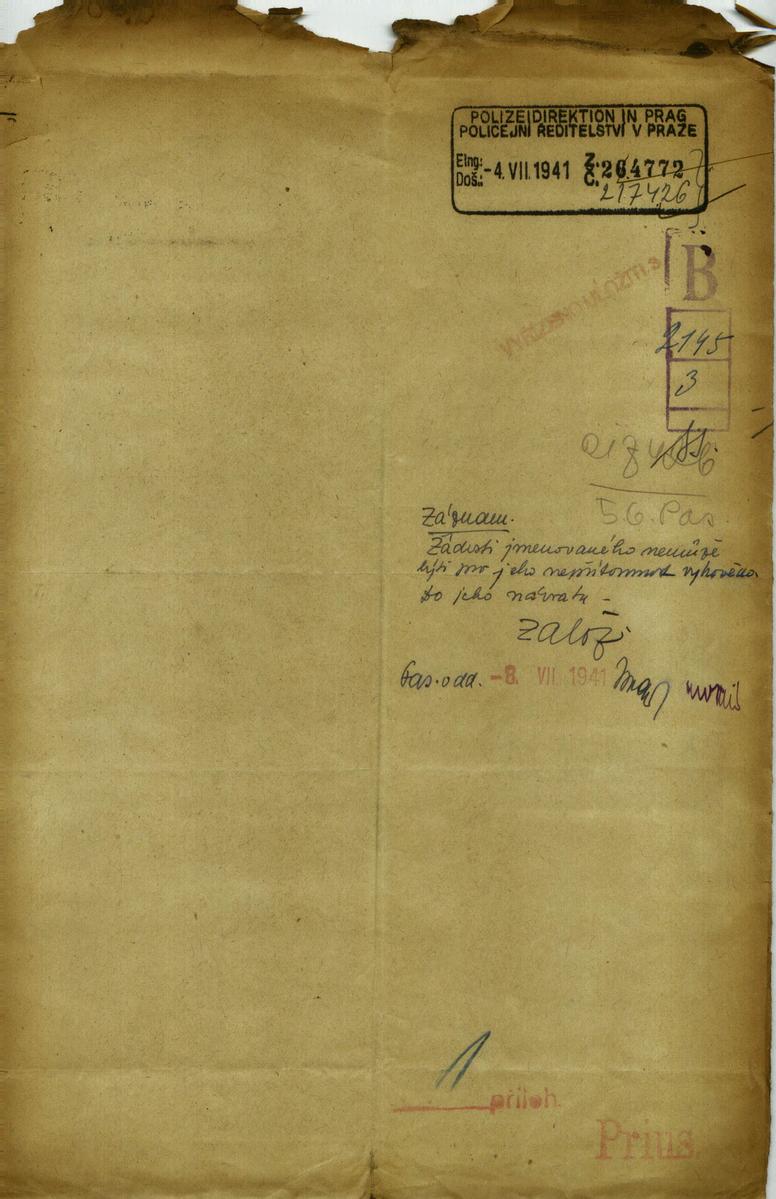 POLIZEIDIREKTION IN PRAG
POLICEJNÍ ŘEDITELSTVÍ V PRAZE
Eing:
Doš.: -4. VII. 1941 Z. Č. 264772
217426
B
2145
3
56. Pas.
Záznam.
Žádosti jmenovaného nemůže
býti pro jeho nepřítomnost vyhověno
do jeho návratu -
Založ
Pas. odd. -8. VII. 1941
1
příloh.
Prius.